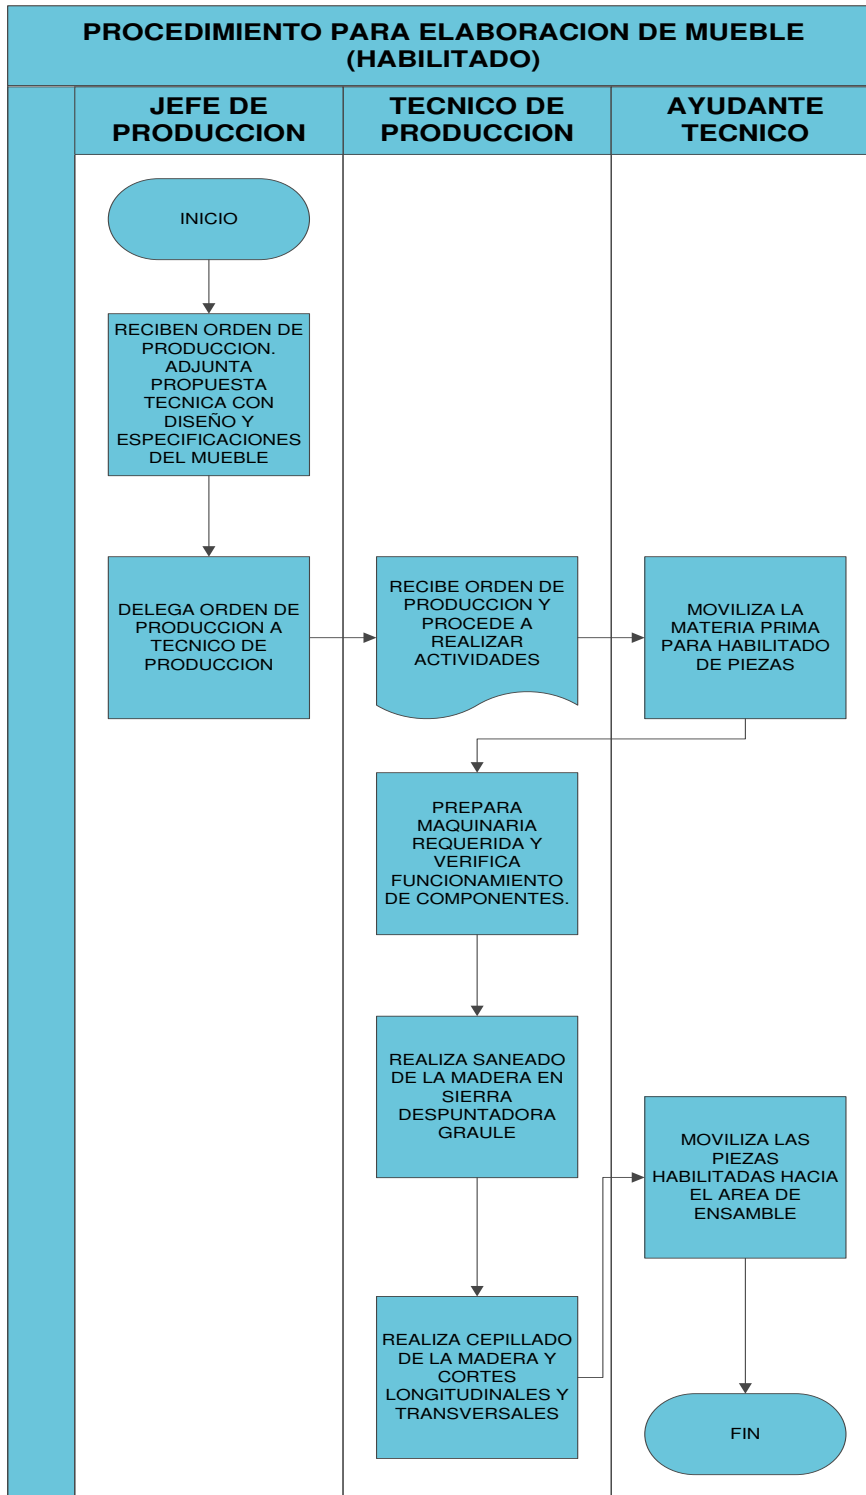 PROCEDIMIENTO PARA ELABORACION DE MUEBLE
(HABILITADO)
JEFE DE
PRODUCCION
TECNICO DE
PRODUCCION
AYUDANTE
TECNICO
INICIO
RECIBEN ORDEN DE
PRODUCCION.
ADJUNTA
PROPUESTA
TECNICA CON
DISEÑO Y
ESPECIFICACIONES
DEL MUEBLE
DELEGA ORDEN DE
PRODUCCION A
TECNICO DE
PRODUCCION
RECIBE ORDEN DE
PRODUCCION Y
PROCEDE A
REALIZAR
ACTIVIDADES
MOVILIZA LA
MATERIA PRIMA
PARA HABILITADO
DE PIEZAS
PREPARA
MAQUINARIA
REQUERIDA Y
VERIFICA
FUNCIONAMIENTO
DE COMPONENTES.
REALIZA SANEADO
DE LA MADERA EN
SIERRA
DESPUNTADORA
GRAULE
REALIZA CEPILLADO
DE LA MADERA Y
CORTES
LONGITUDINALES Y
TRANSVERSALES
MOVILIZA LAS
PIEZAS
HABILITADAS HACIA
EL AREA DE
ENSAMBLE
FIN